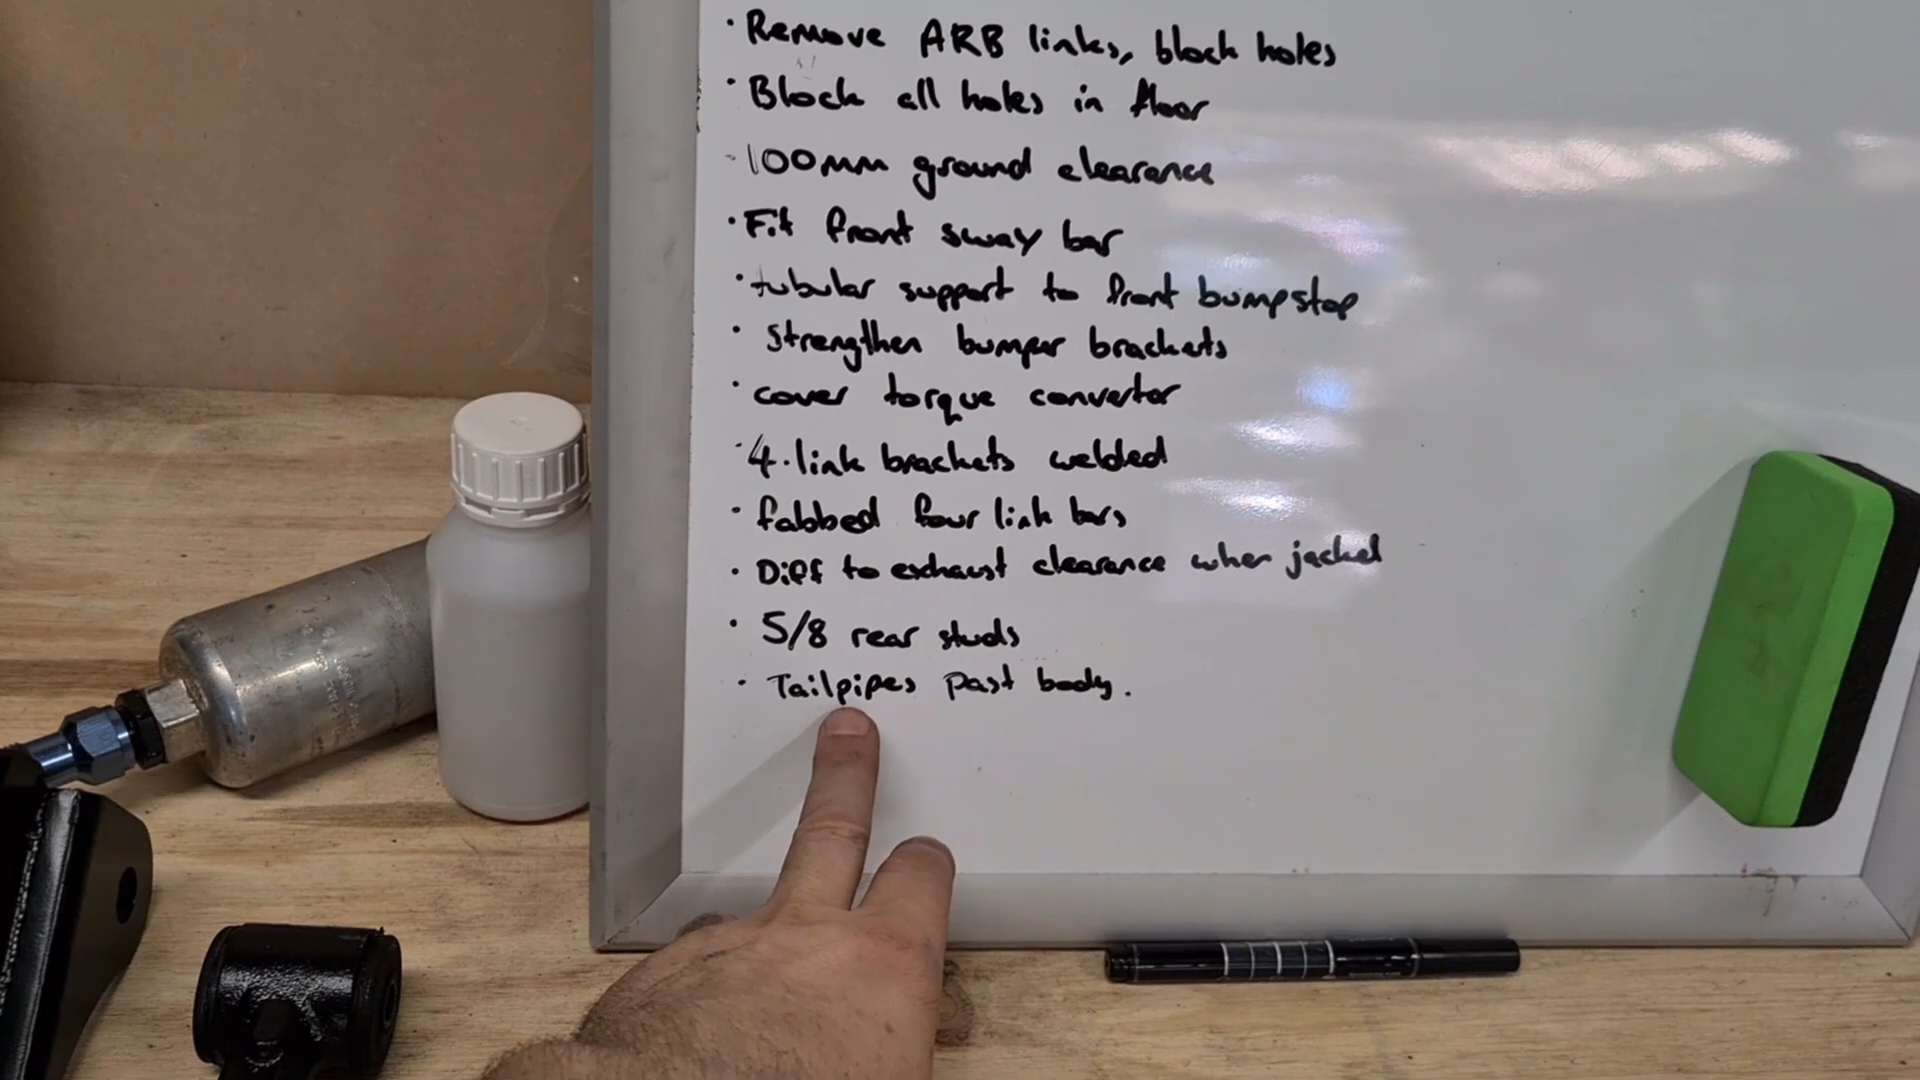 · Remove ARB links, block holes
· Block all holes in floor
· 100mm ground clearance
· Fit front sway bar
· tubular support to front bumpstop
· strengthen bumper brackets
· cover torque convertor
· 4.link brackets welded
· fabbed four link bars
· Diff to exhaust clearance when jacked
· 5/8 rear studs
· Tailpipes past body.